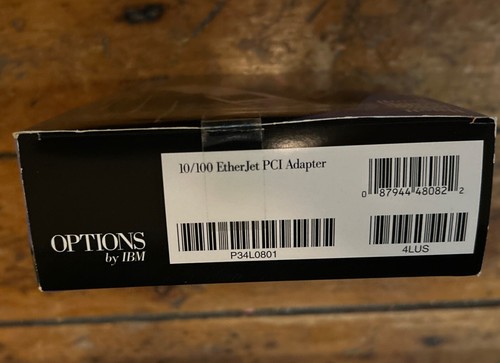 10/100 EtherJet PCI Adapter
0 87944 48082 2
OPTIONS
by IBM
P34L0801
4LUS